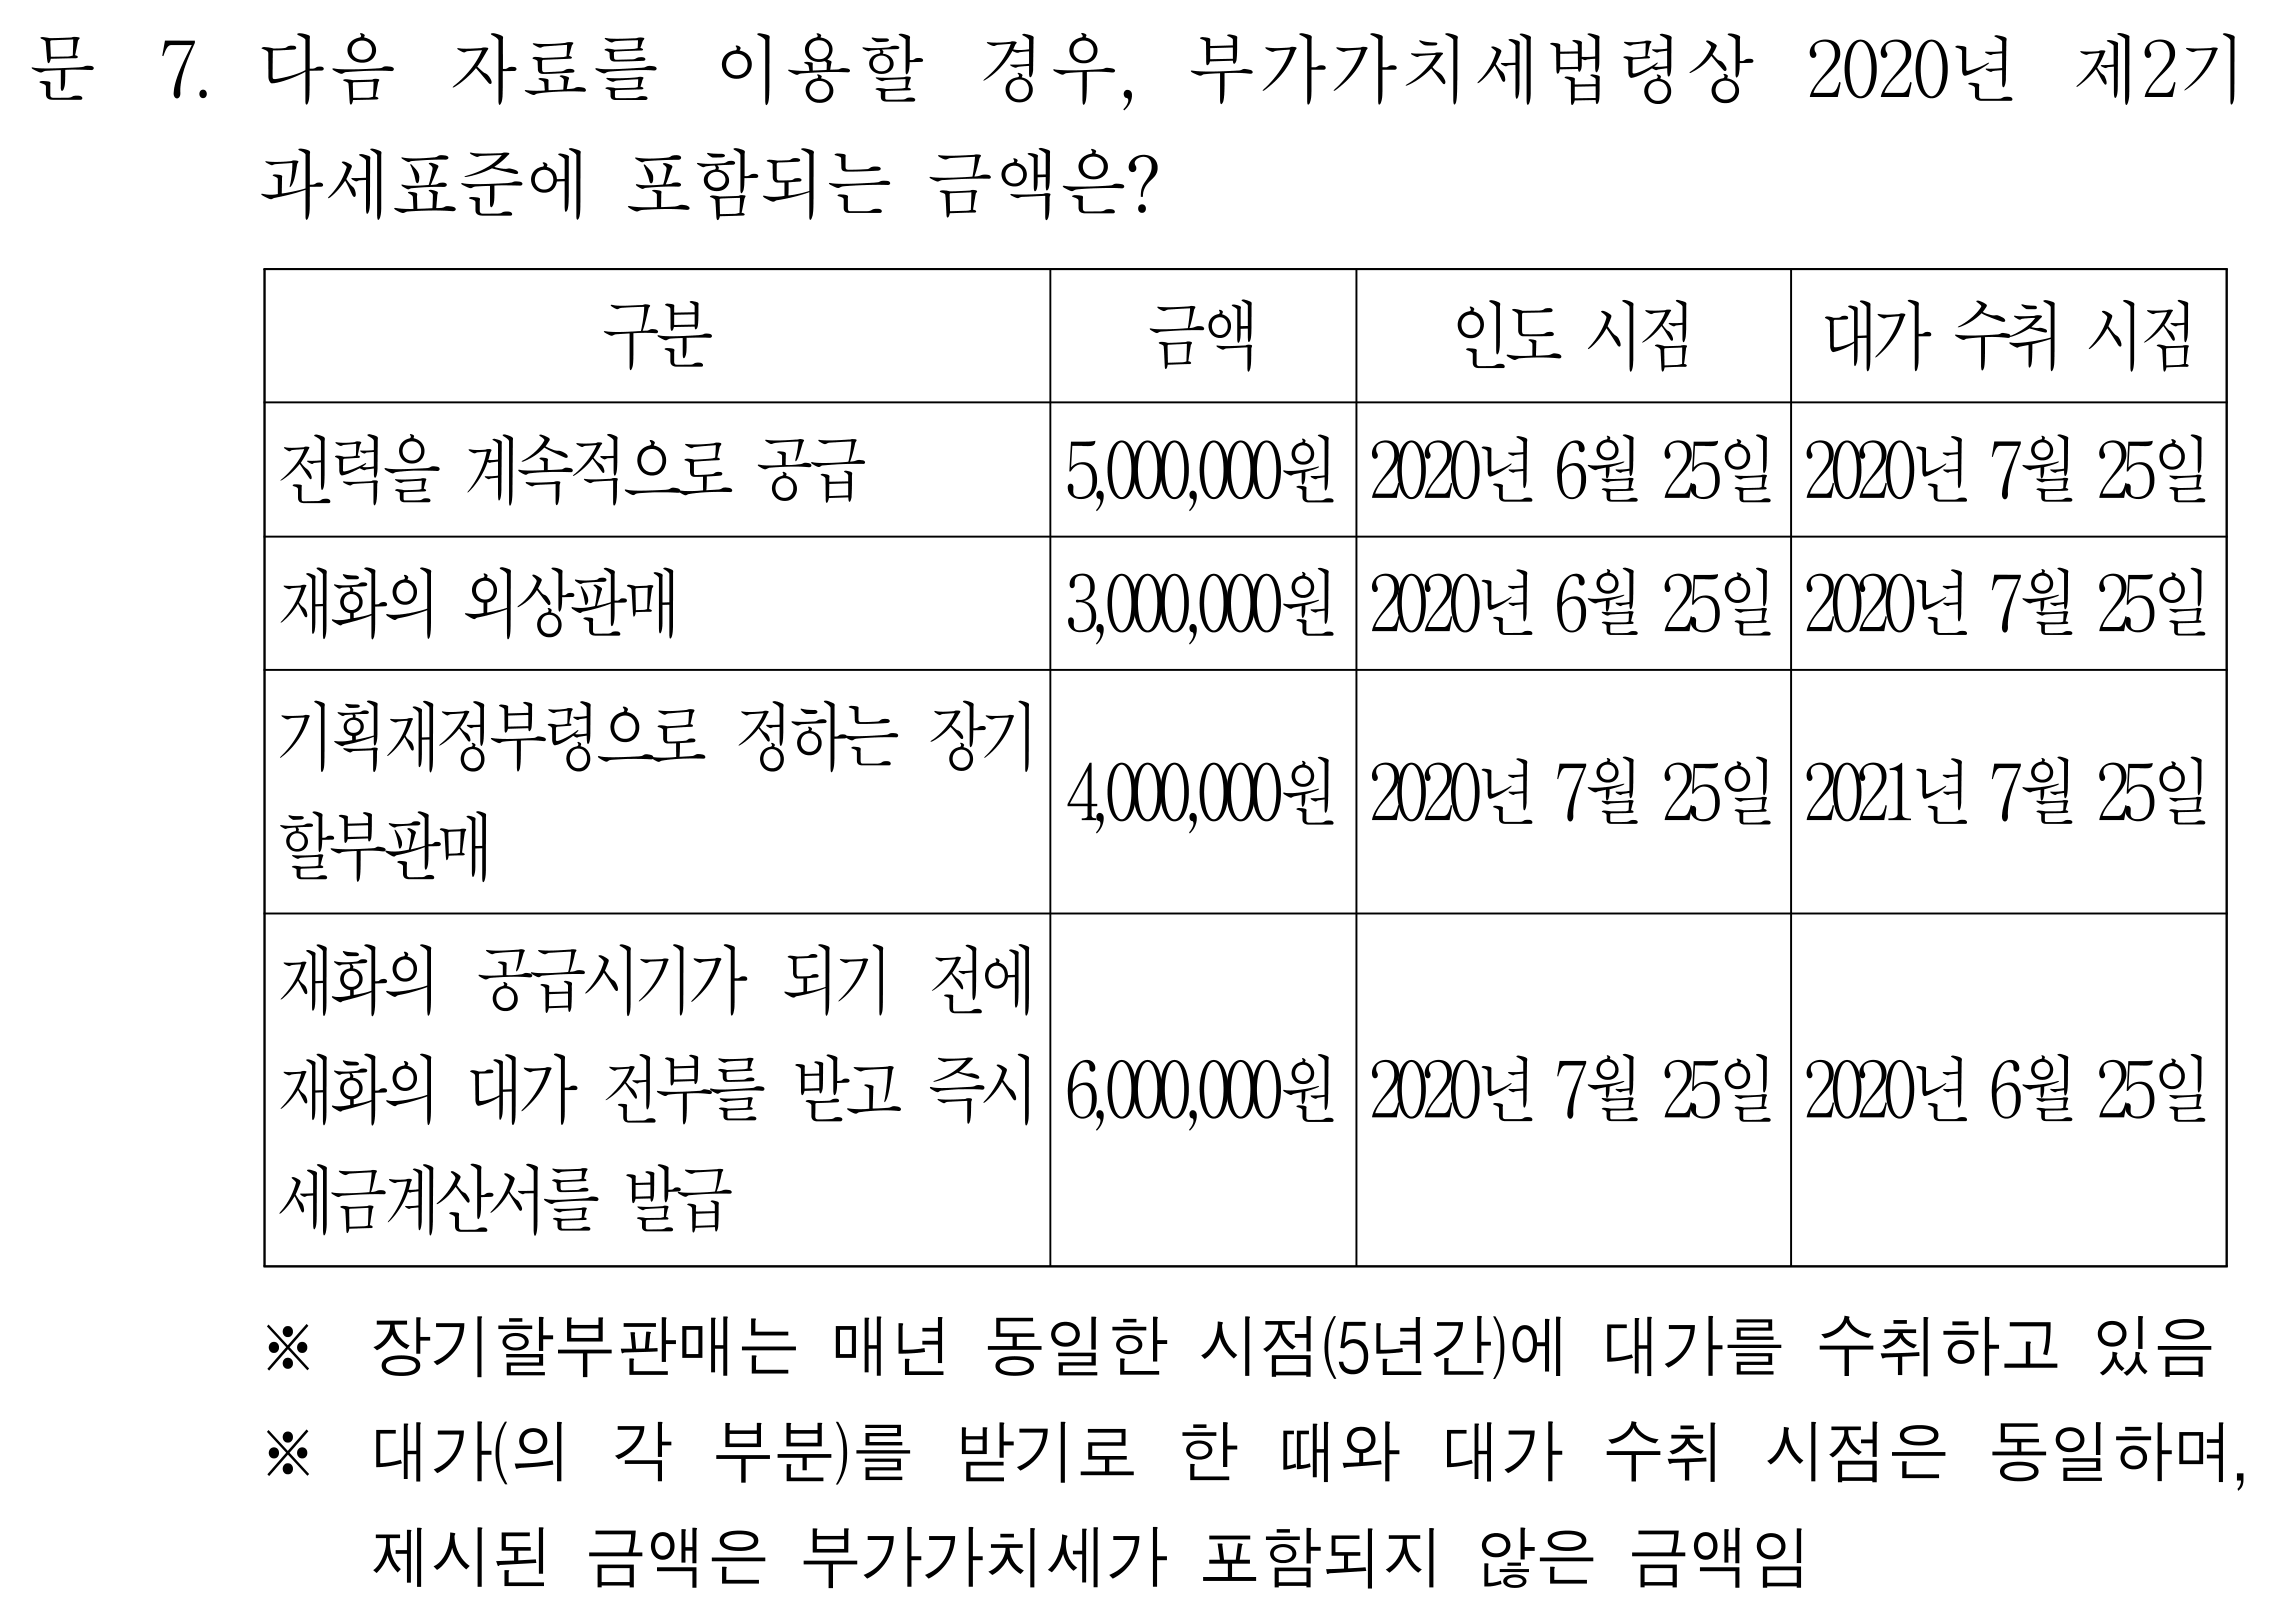 문 7. 다음 자료를 이용할 경우, 부가가치세법령상 2020년 제2기
과세표준에 포함되는 금액은?
구분 금액 인도 시점 대가 수취 시점
전력을 계속적으로 공급 5,000,000원 2020년 6월 25일 2020년 7월 25일
재화의 외상판매 3,000,000원 2020년 6월 25일 2020년 7월 25일
기획재정부령으로 정하는 장기
할부판매 4,000,000원 2020년 7월 25일 2021년 7월 25일
재화의 공급시기가 되기 전에
재화의 대가 전부를 받고 즉시 6,000,000원 2020년 7월 25일 2020년 6월 25일
세금계산서를 발급
※ 장기할부판매는 매년 동일한 시점(5년간)에 대가를 수취하고 있음
※ 대가(의 각 부분)를 받기로 한 때와 대가 수취 시점은 동일하며,
제시된 금액은 부가가치세가 포함되지 않은 금액임